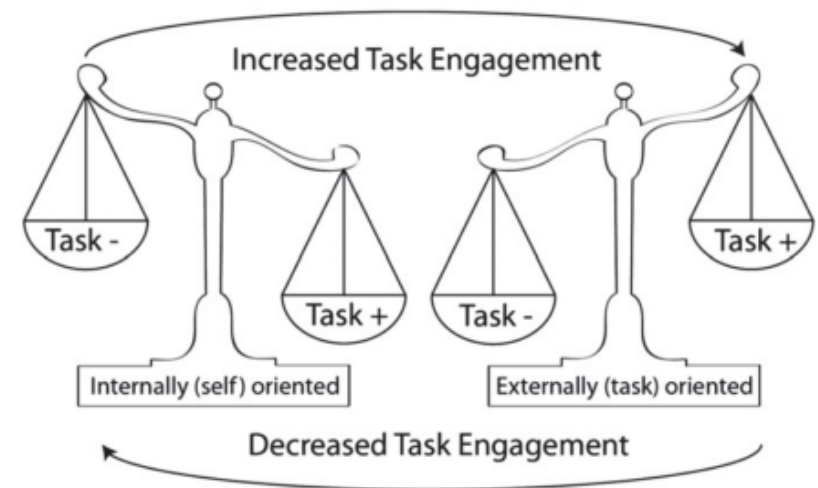 Increased Task Engagement
Task -
Task +
Task -
Task +
Internally (self) oriented
Externally (task) oriented
Decreased Task Engagement